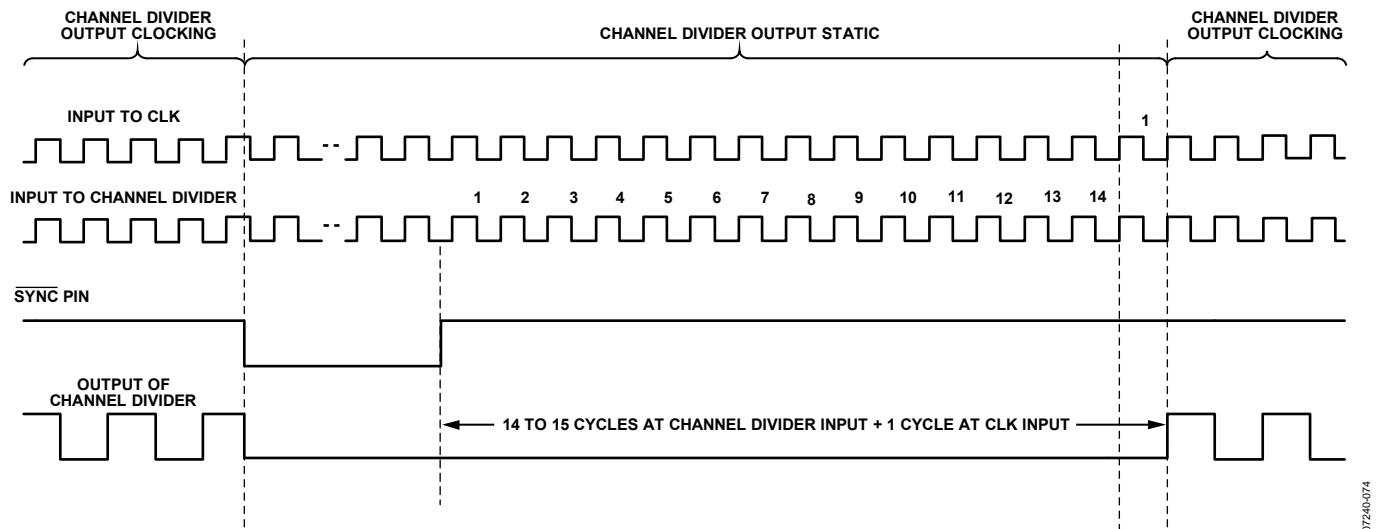 CHANNEL DIVIDER
OUTPUT CLOCKING
CHANNEL DIVIDER OUTPUT STATIC
CHANNEL DIVIDER
OUTPUT CLOCKING
INPUT TO CLK
1
INPUT TO CHANNEL DIVIDER
1 2 3 4 5 6 7 8 9 10 11 12 13 14
SYNC PIN
OUTPUT OF
CHANNEL DIVIDER
14 TO 15 CYCLES AT CHANNEL DIVIDER INPUT + 1 CYCLE AT CLK INPUT
07240-074